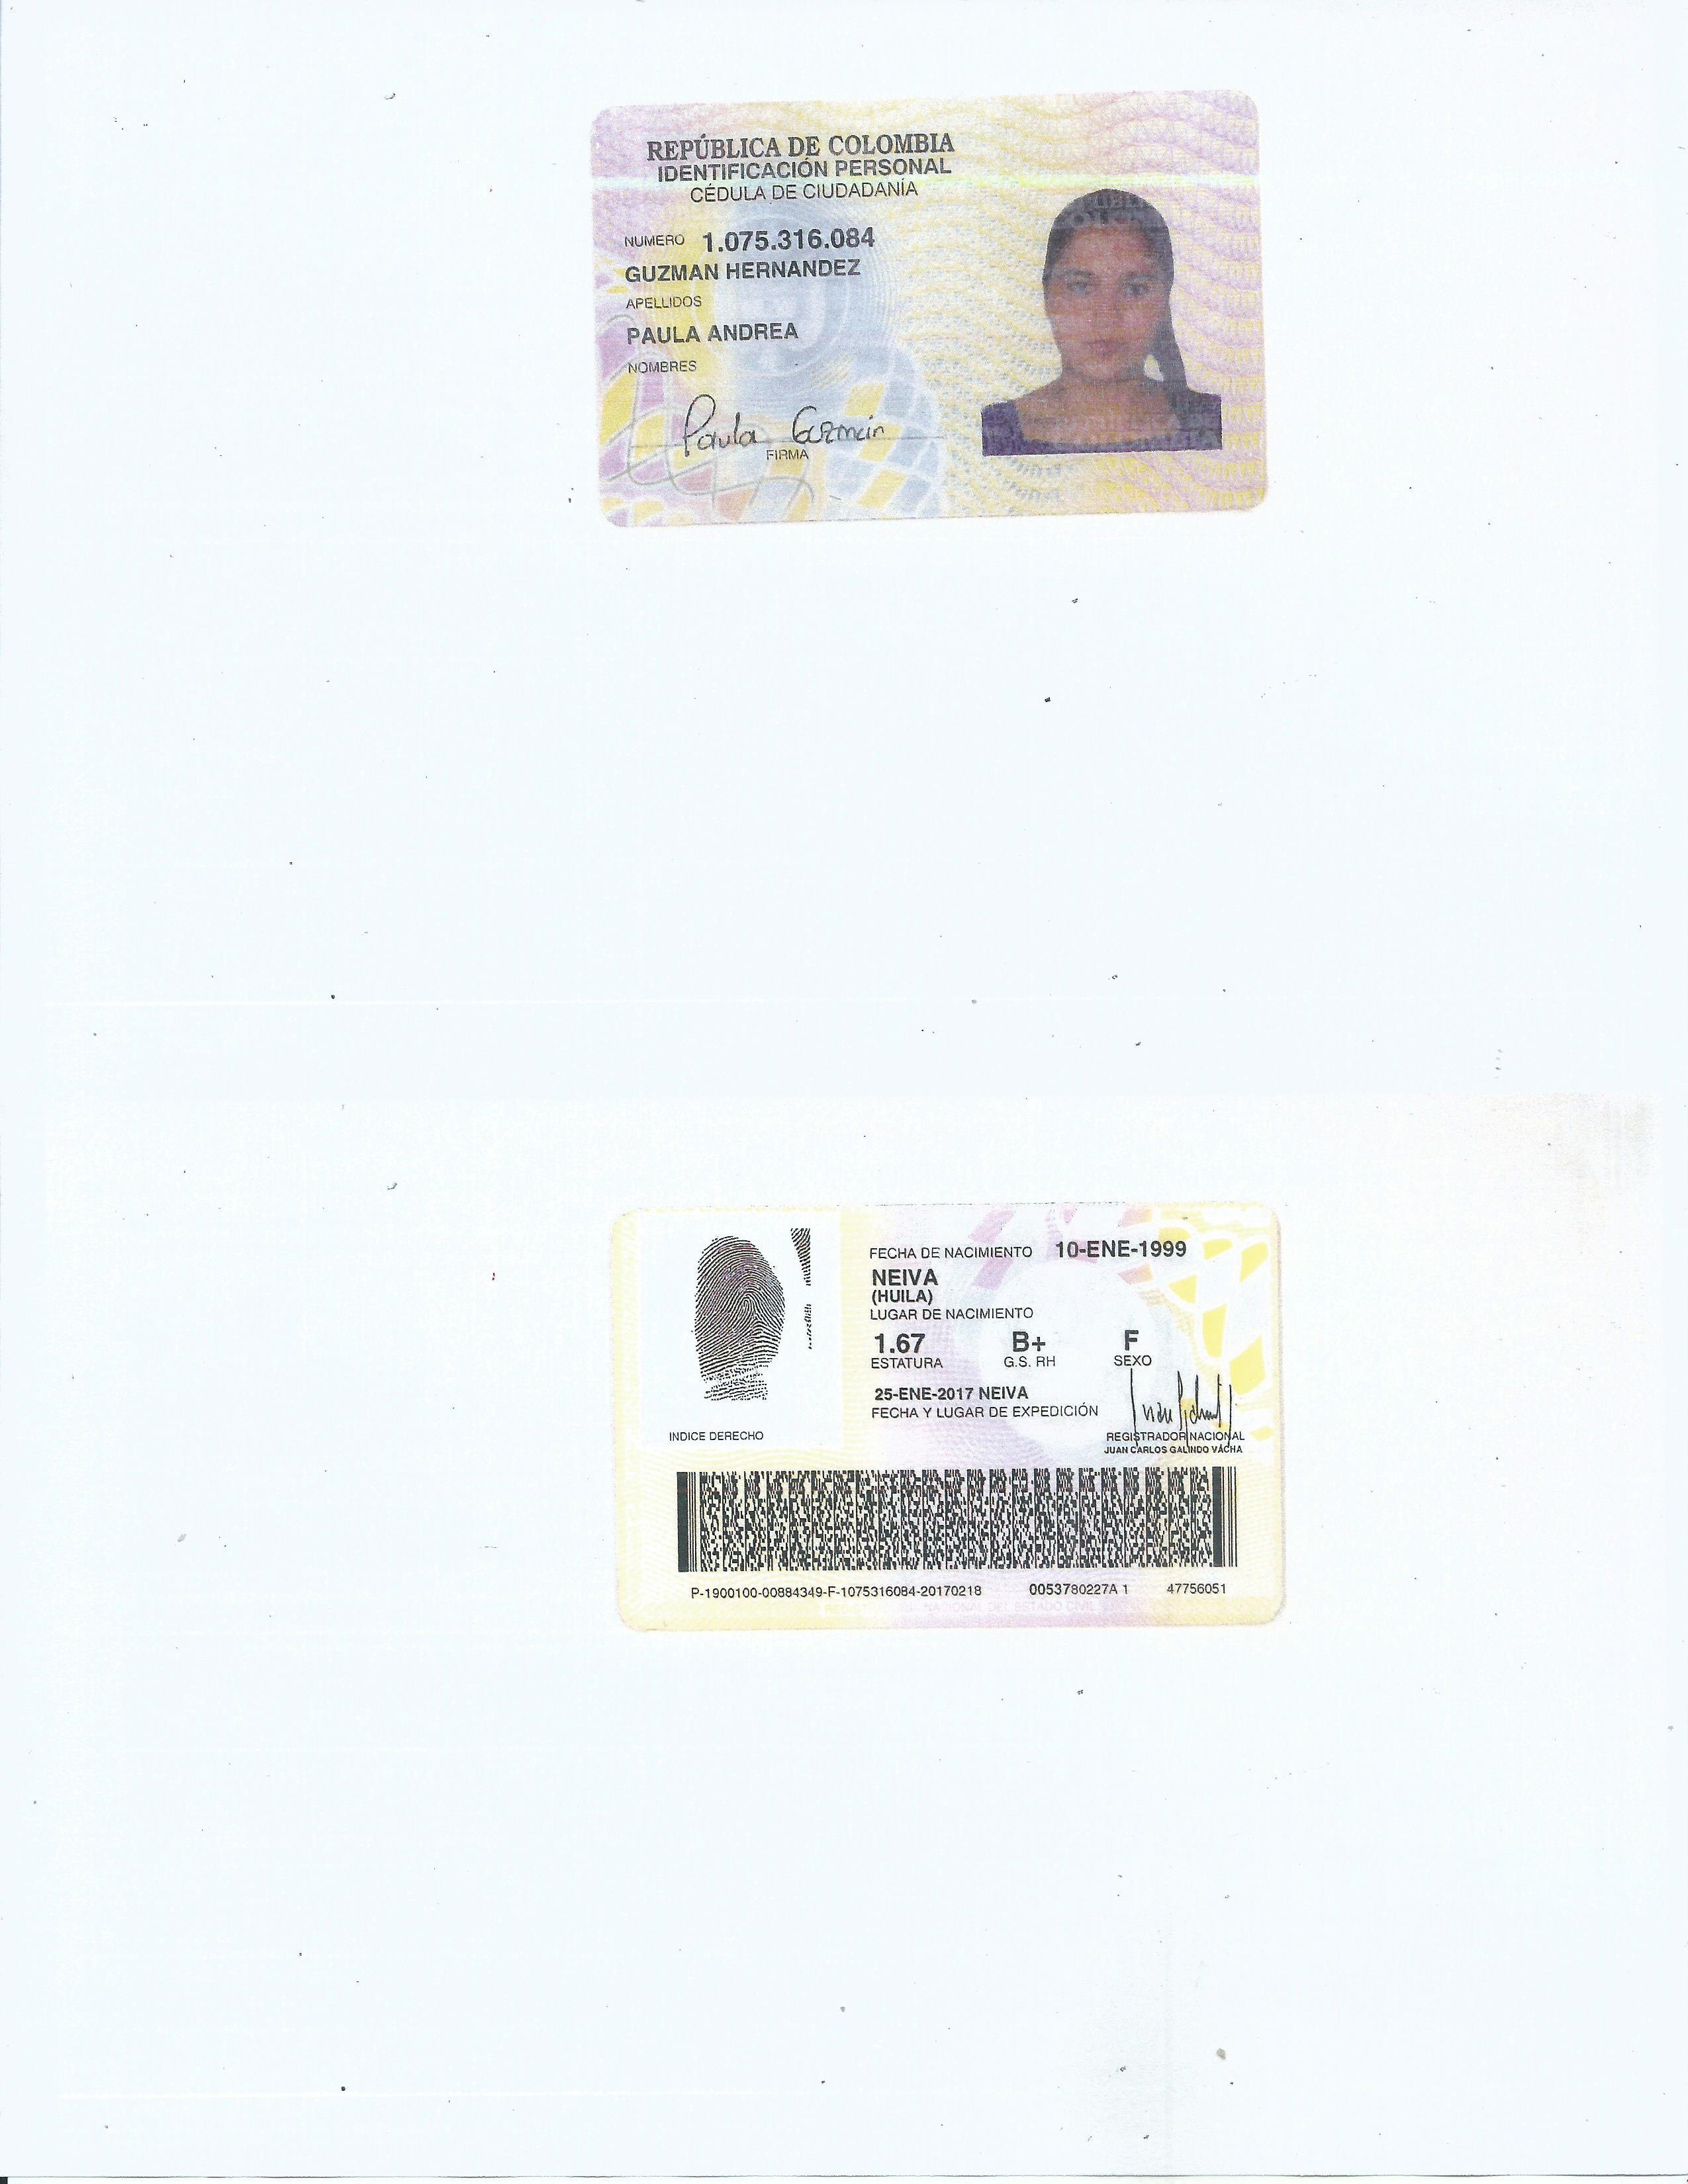 REPÚBLICA DE COLOMBIA
IDENTIFICACIÓN PERSONAL
CÉDULA DE CIUDADANÍA
NUMERO 1.075.316.084
GUZMAN HERNANDEZ
APELLIDOS
PAULA ANDREA
NOMBRES
Paula Guzmán
FIRMA
FECHA DE NACIMIENTO 10-ENE-1999
NEIVA
(HUILA)
LUGAR DE NACIMIENTO
1.67 B+ F
ESTATURA G.S. RH SEXO
25-ENE-2017 NEIVA
FECHA Y LUGAR DE EXPEDICIÓN
INDICE DERECHO
REGISTRADOR NACIONAL
JUAN CARLOS GALINDO VÁCHA
P-1900100-00884349-F-1075316084-20170218 0053780227A 1 47756051
NACIONAL DEL ESTADO CIVIL